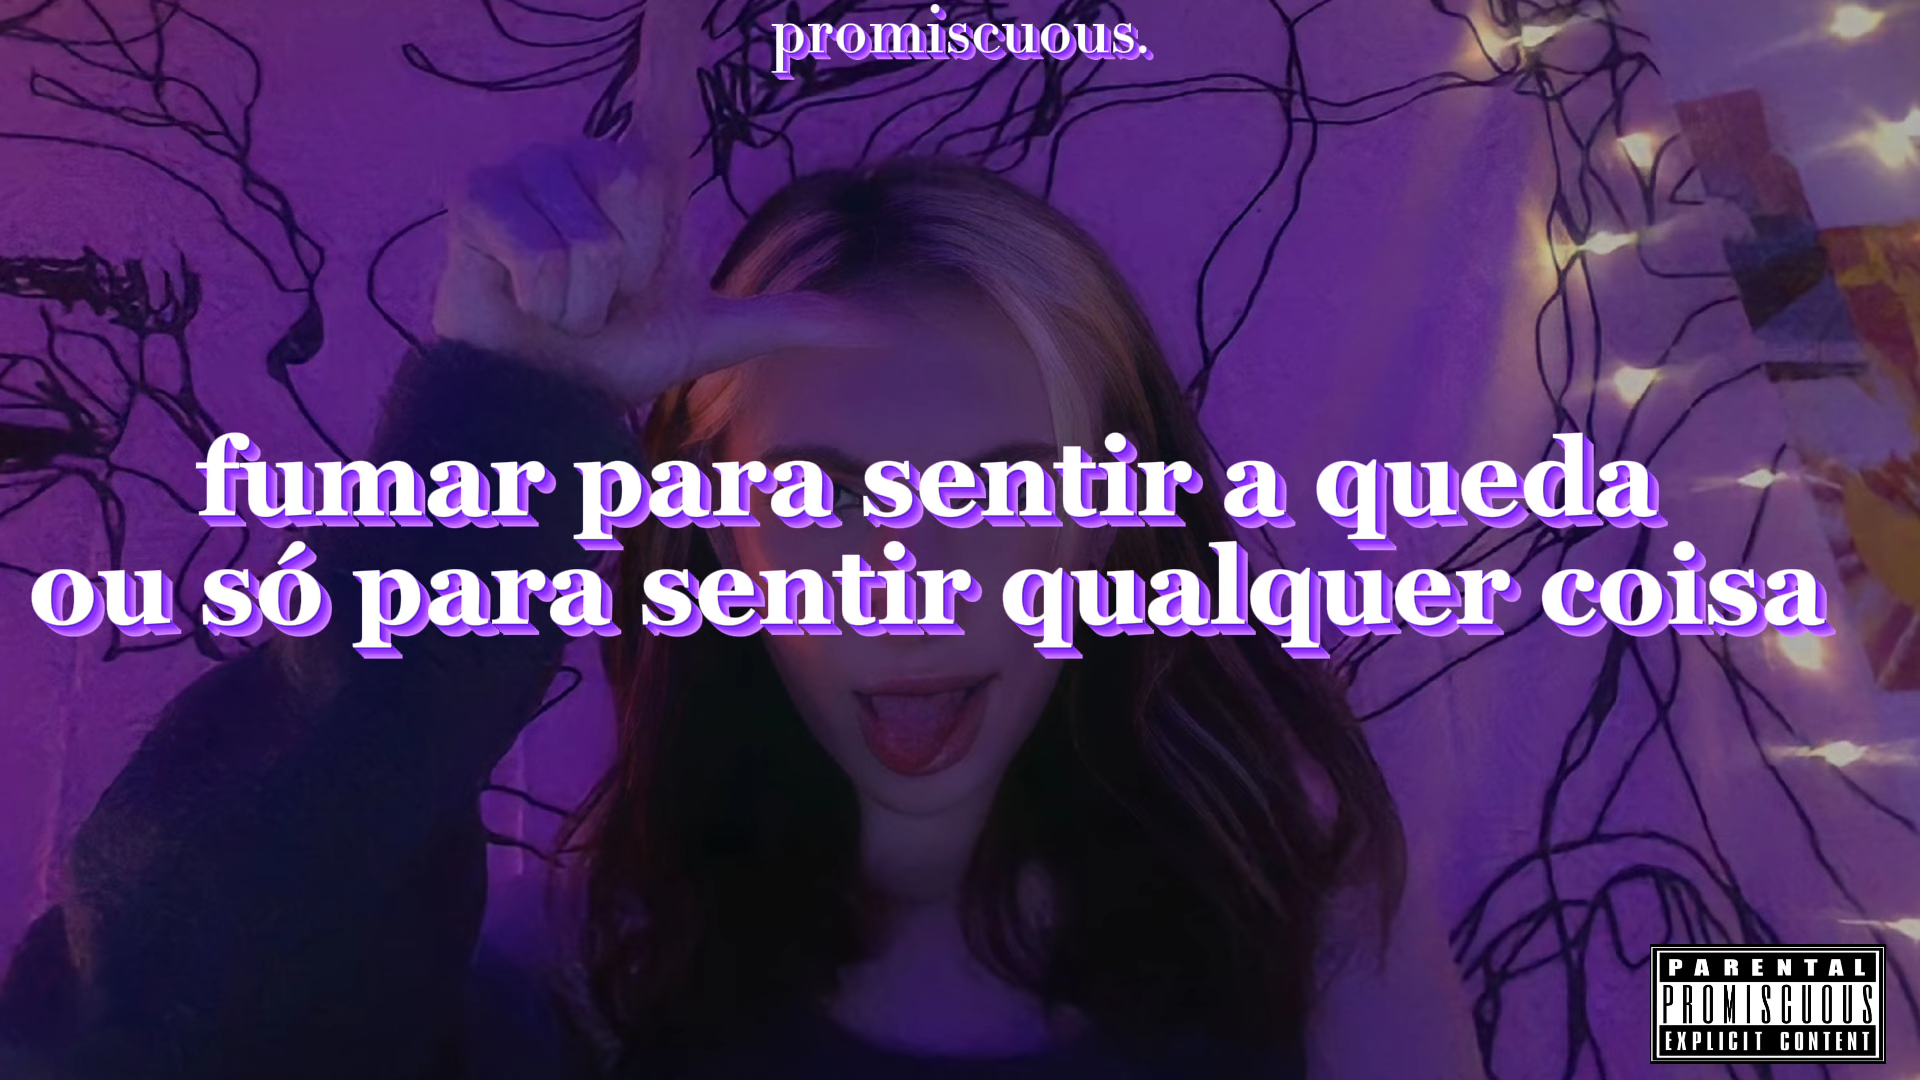 promiscuous.
fumar para sentir a queda
ou só para sentir qualquer coisa
PARENTAL
PROMISCUOUS
EXPLICIT CONTENT